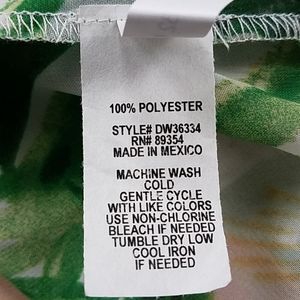 100% POLYESTER
STYLE# DW36334
RN# 89354
MADE IN MEXICO
MACHINE WASH
COLD
GENTLE CYCLE
WITH LIKE COLORS
USE NON-CHLORINE
BLEACH IF NEEDED
TUMBLE DRY LOW
COOL IRON
IF NEEDED